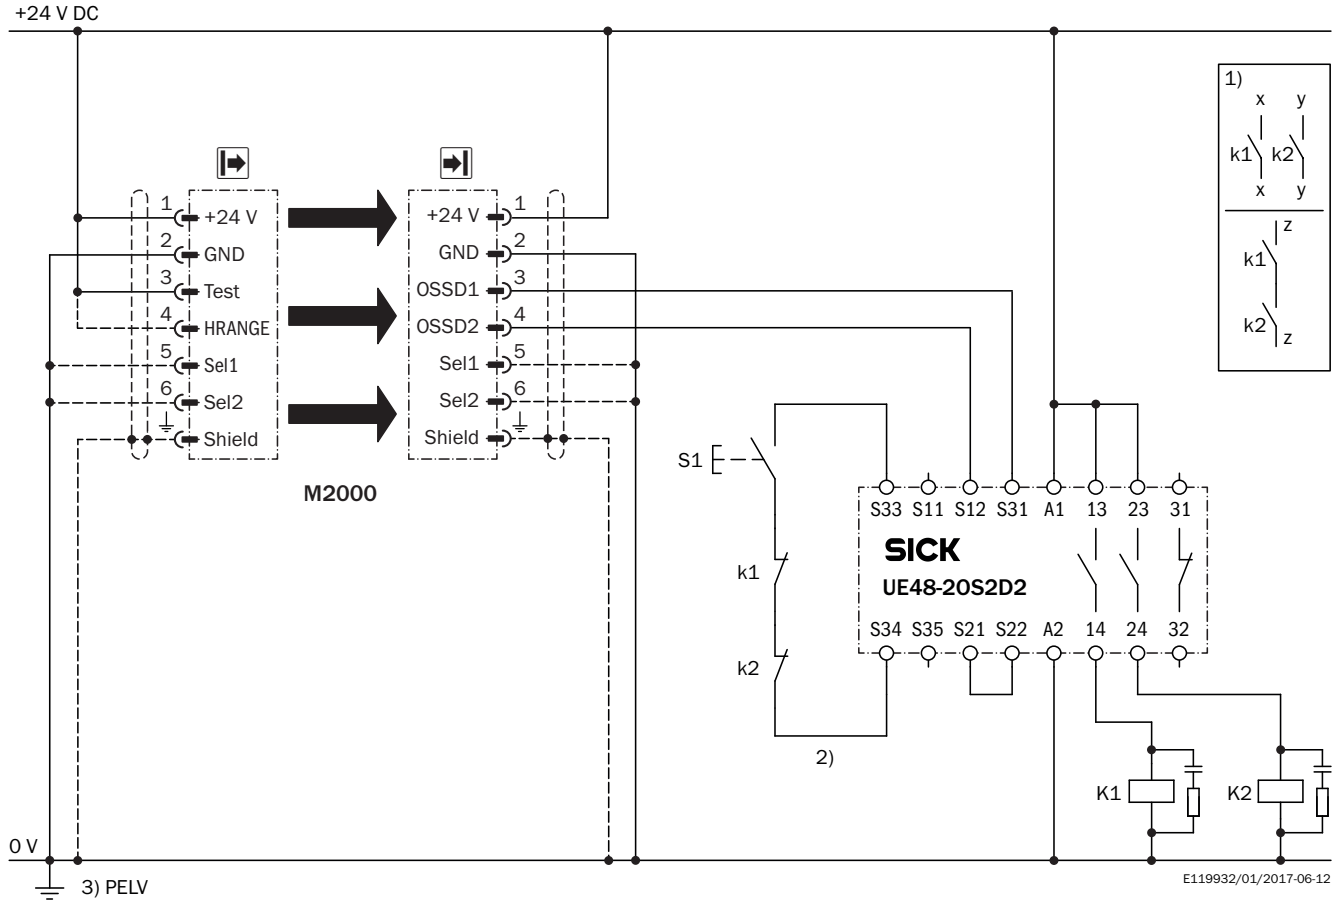 +24 V DC
1)
x y
k1 k2
x y
z
k1
k2
z
1 +24 V
2 GND
3 Test
4 HRANGE
5 Sel1
6 Sel2
Shield
+24 V 1
GND 2
OSSD1 3
OSSD2 4
Sel1 5
Sel2 6
Shield
M2000
S1
k1
k2
2)
S33 S11 S12 S31 A1 13 23 31
SICK
UE48-20S2D2
S34 S35 S21 S22 A2 14 24 32
K1 K2
0 V
3) PELV
E119932/01/2017-06-12